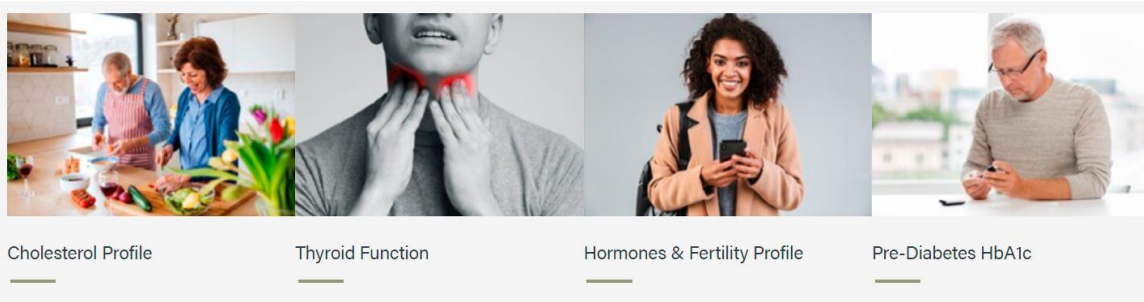 Cholesterol Profile
Thyroid Function
Hormones & Fertility Profile
Pre-Diabetes HbA1c